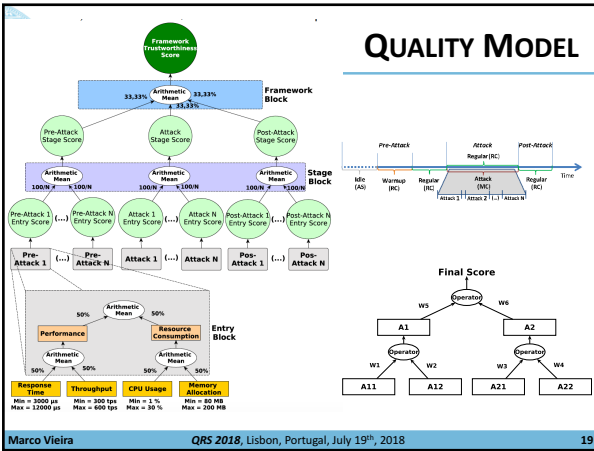 QUALITY MODEL
Framework
Trustworthiness
Score
33,33%
Arithmetic
Mean
33,33%
33,33%
Framework
Block
Pre-Attack
Stage Score
Attack
Stage Score
Post-Attack
Stage Score
Arithmetic
Mean
Arithmetic
Mean
Arithmetic
Mean
Stage
Block
100/N
100/N
100/N
100/N
100/N
100/N
Pre-Attack 1
Entry Score
(...)
Pre-Attack N
Entry Score
Attack 1
Entry Score
(...)
Attack N
Entry Score
Post-Attack 1
Entry Score
(...)
Post-Attack N
Entry Score
Pre-
Attack 1
(...)
Pre-
Attack N
Attack 1
(...)
Attack N
Pos-
Attack 1
(...)
Pos-
Attack N
Arithmetic
Mean
50%
50%
Entry
Block
Performance
Resource
Consumption
Arithmetic
Mean
Arithmetic
Mean
50%
50%
50%
50%
Response
Time
Throughput
CPU Usage
Memory
Allocation
Min = 3000 µs
Max = 12000 µs
Min = 300 tps
Max = 600 tps
Min = 1 %
Max = 30 %
Min = 80 MB
Max = 200 MB
Pre-Attack
Attack
Post-Attack
Regular (RC)
Time
Idle
(AS)
Warmup
(RC)
Regular
(RC)
Attack
(MC)
Regular
(RC)
Attack 1
Attack 2
(...)
Attack N
Final Score
Operator
W5
W6
A1
A2
Operator
Operator
W1
W2
W3
W4
A11
A12
A21
A22
Marco Vieira
QRS 2018, Lisbon, Portugal, July 19th, 2018
19